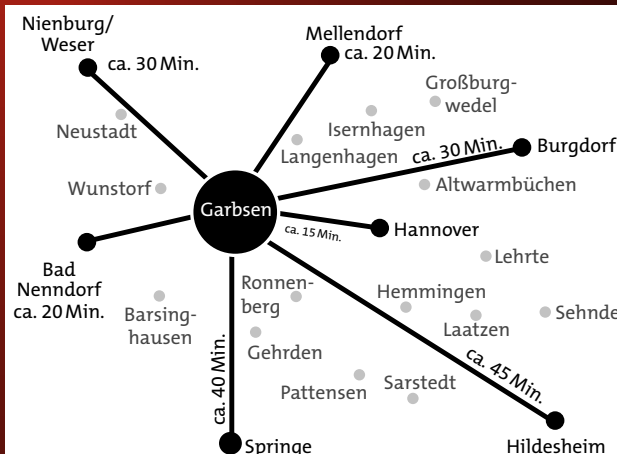 Nienburg/
Weser
ca. 30 Min.
Mellendorf
ca. 20 Min.
Großburg-
wedel
Neustadt
Isernhagen
Langenhagen
ca. 30 Min.
Burgdorf
Wunstorf
Altwarmbüchen
Garbsen
ca. 15 Min.
Hannover
Lehrte
Bad
Nenndorf
ca. 20 Min.
Barsing-
hausen
Ronnen-
berg
Gehrden
Hemmingen
Laatzen
Sehnde
ca. 40 Min.
Pattensen
Sarstedt
ca. 45 Min.
Springe
Hildesheim